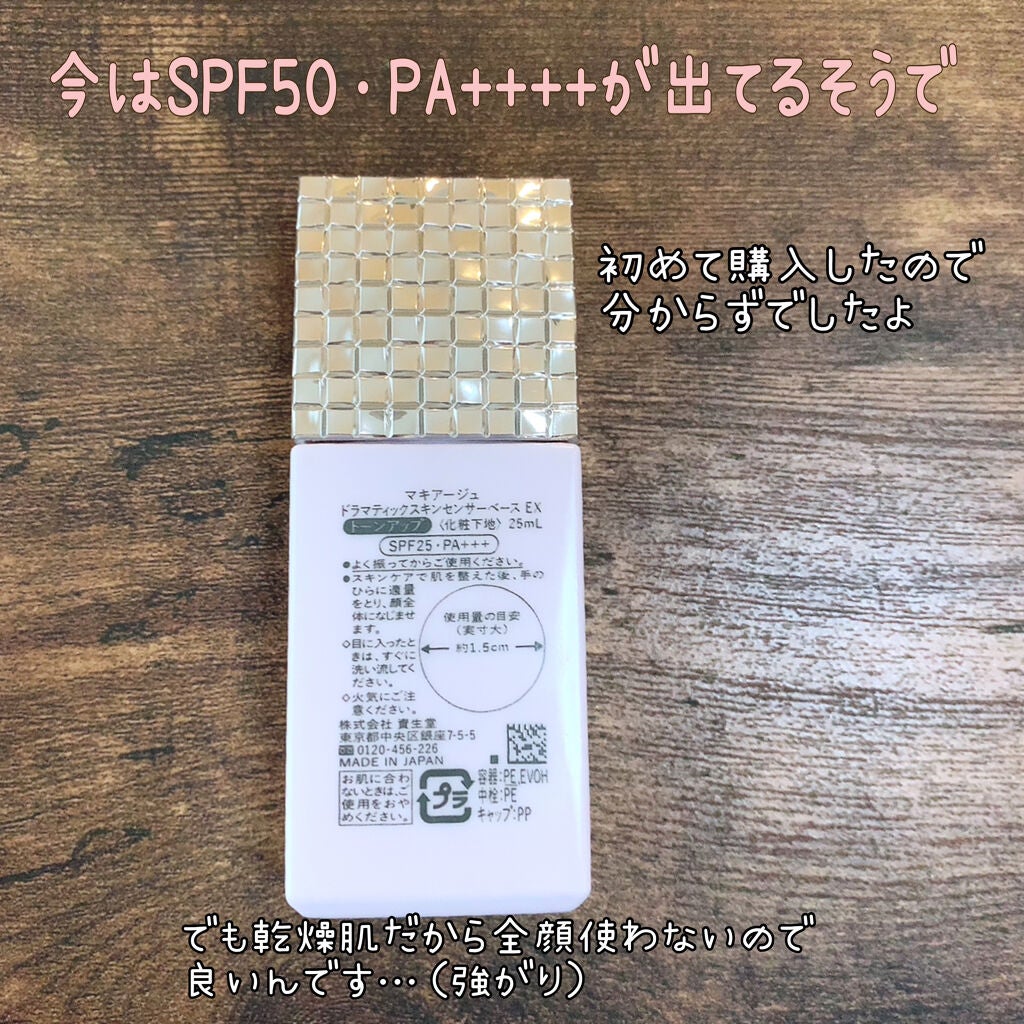 今はSPF50・PA++++が出てるそうで
初めて購入したので
分からずでしたよ
マキアージュ
ドラマティックスキンセンサーベース EX
トーンアップ 〈化粧下地〉 25mL
SPF25・PA+++
●よく振ってからご使用ください。
●スキンケアで肌を整えた後、手の
ひらに適量
をとり、顔全
体になじませ
ます。
◇目に入ったと
きは、すぐに
洗い流してく
ださい。
◇火気にご注
意ください。
使用量の目安
(実寸大)
約1.5cm
株式会社 資生堂
東京都中央区銀座7-5-5
0120-456-226
MADE IN JAPAN
お肌に合わ
ないときは、ご
使用をおや
めください。
プラ
容器:PE,EVOH
中栓:PE
キャップ:PP
でも乾燥肌だから全顔使わないので
良いんです…(強がり)